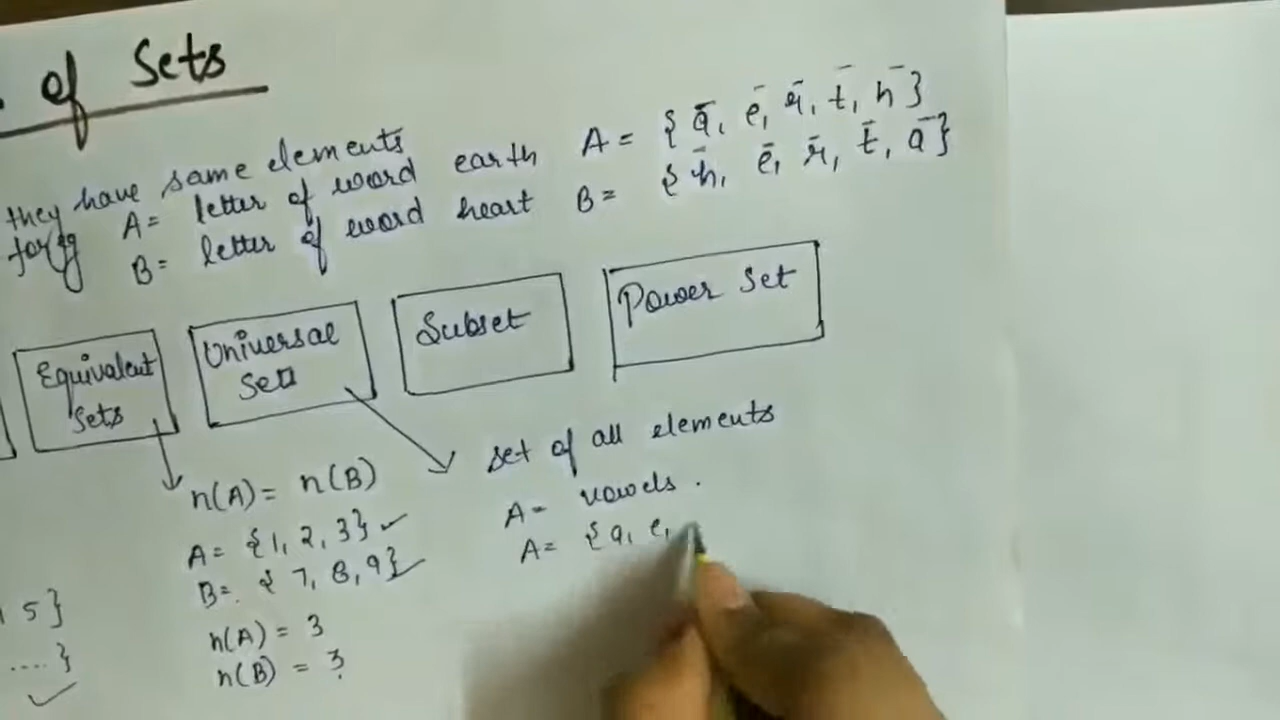 of Sets
they have same elements
for eg A = letter of word earth A = {a, e, r, t, h}
B = letter of word heart B = {h, e, r, t, a}
Equivalent Sets
Universal Set
Subset
Power Set
n(A) = n(B)
A = {1, 2, 3} ✓
B = {7, 8, 9} ✓
n(A) = 3
n(B) = 3
set of all elements
A = vowels.
A = {a, e,
5}
....}
✓